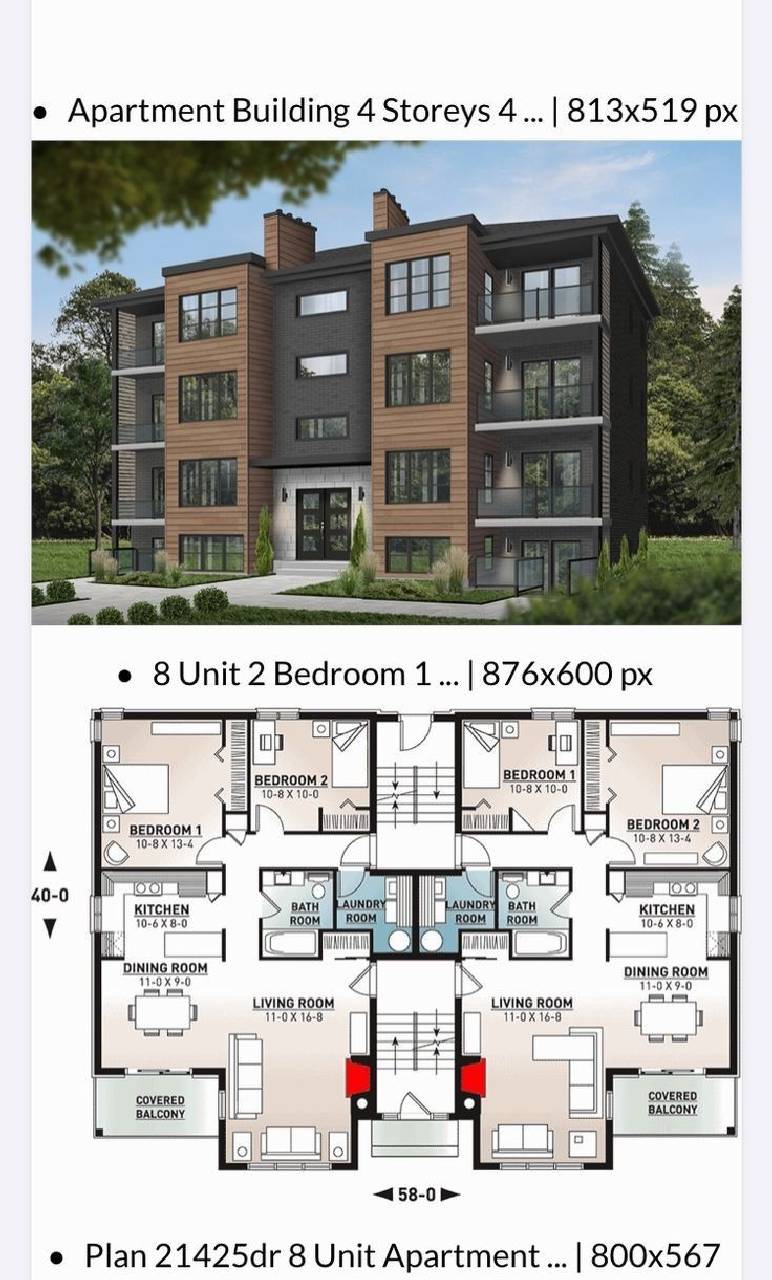 • Apartment Building 4 Storeys 4 ... | 813x519 px
• 8 Unit 2 Bedroom 1 ... | 876x600 px
BEDROOM 2
10-8 X 10-0
BEDROOM 1
10-8 X 10-0
BEDROOM 1
10-8 X 13-4
BEDROOM 2
10-8 X 13-4
40-0
KITCHEN
10-6 X 8-0
BATH
ROOM
LAUNDRY
ROOM
LAUNDRY
ROOM
BATH
ROOM
KITCHEN
10-6 X 8-0
DINING ROOM
11-0 X 9-0
DINING ROOM
11-0 X 9-0
LIVING ROOM
11-0 X 16-8
LIVING ROOM
11-0 X 16-8
COVERED
BALCONY
COVERED
BALCONY
58-0
• Plan 21425dr 8 Unit Apartment ... | 800x567